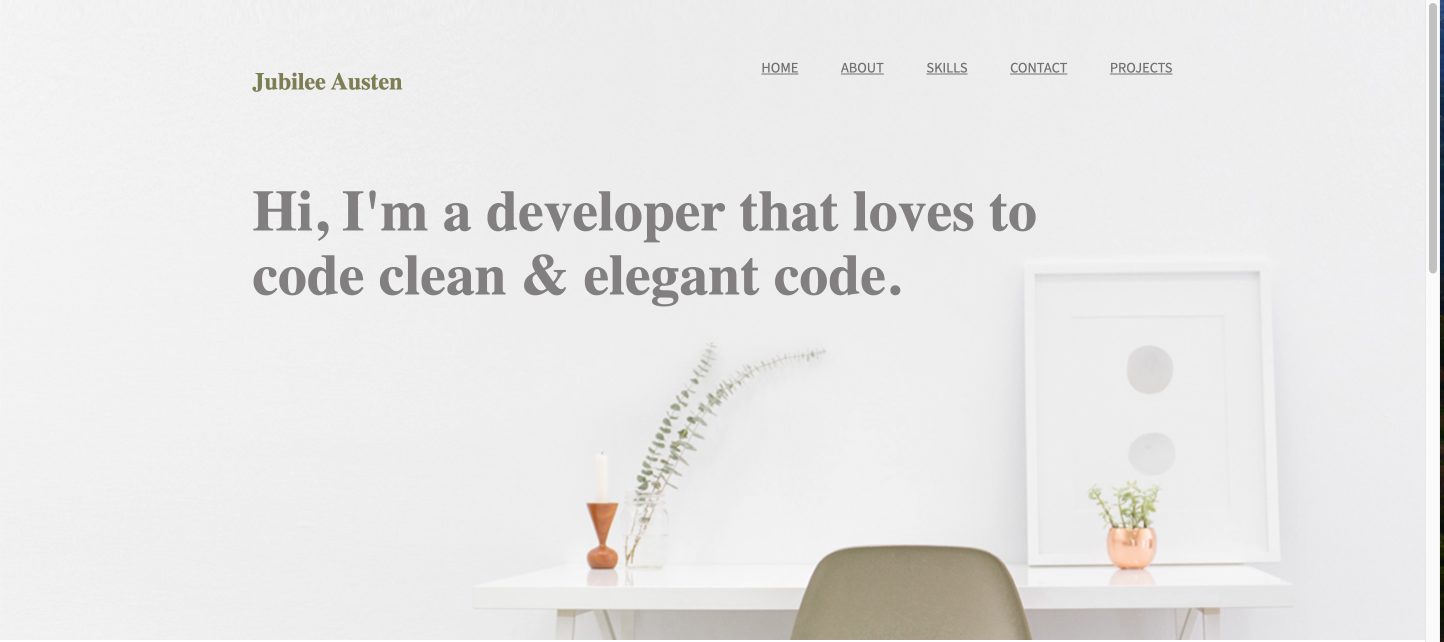 Jubilee Austen
HOME ABOUT SKILLS CONTACT PROJECTS
Hi, I'm a developer that loves to
code clean & elegant code.